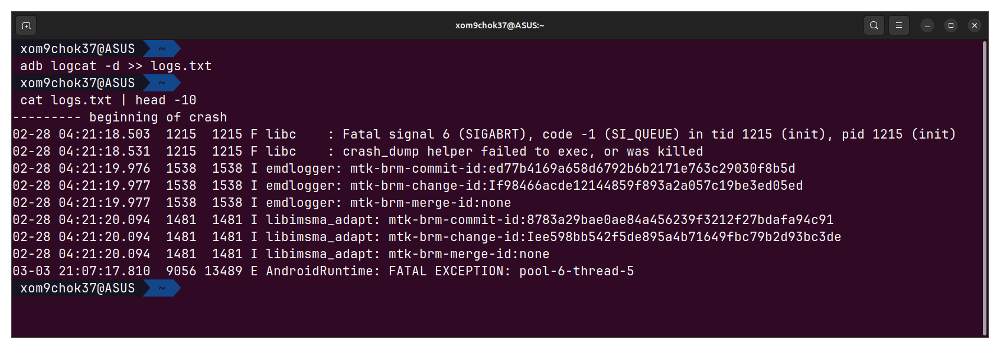 xom9chok37@ASUS:~
xom9chok37@ASUS ~
adb logcat -d >> logs.txt
xom9chok37@ASUS ~
cat logs.txt | head -10
--------- beginning of crash
02-28 04:21:18.503  1215  1215 F libc    : Fatal signal 6 (SIGABRT), code -1 (SI_QUEUE) in tid 1215 (init), pid 1215 (init)
02-28 04:21:18.531  1215  1215 F libc    : crash_dump helper failed to exec, or was killed
02-28 04:21:19.976  1538  1538 I emdlogger: mtk-brm-commit-id:ed77b4169a658d6792b6b2171e763c29030f8b5d
02-28 04:21:19.977  1538  1538 I emdlogger: mtk-brm-change-id:If98466acde12144859f893a2a057c19be3ed05ed
02-28 04:21:19.977  1538  1538 I emdlogger: mtk-brm-merge-id:none
02-28 04:21:20.094  1481  1481 I libimsma_adapt: mtk-brm-commit-id:8783a29bae0ae84a456239f3212f27bdafa94c91
02-28 04:21:20.094  1481  1481 I libimsma_adapt: mtk-brm-change-id:Iee598bb542f5de895a4b71649fbc79b2d93bc3de
02-28 04:21:20.094  1481  1481 I libimsma_adapt: mtk-brm-merge-id:none
03-03 21:07:17.810  9056 13489 E AndroidRuntime: FATAL EXCEPTION: pool-6-thread-5
xom9chok37@ASUS ~